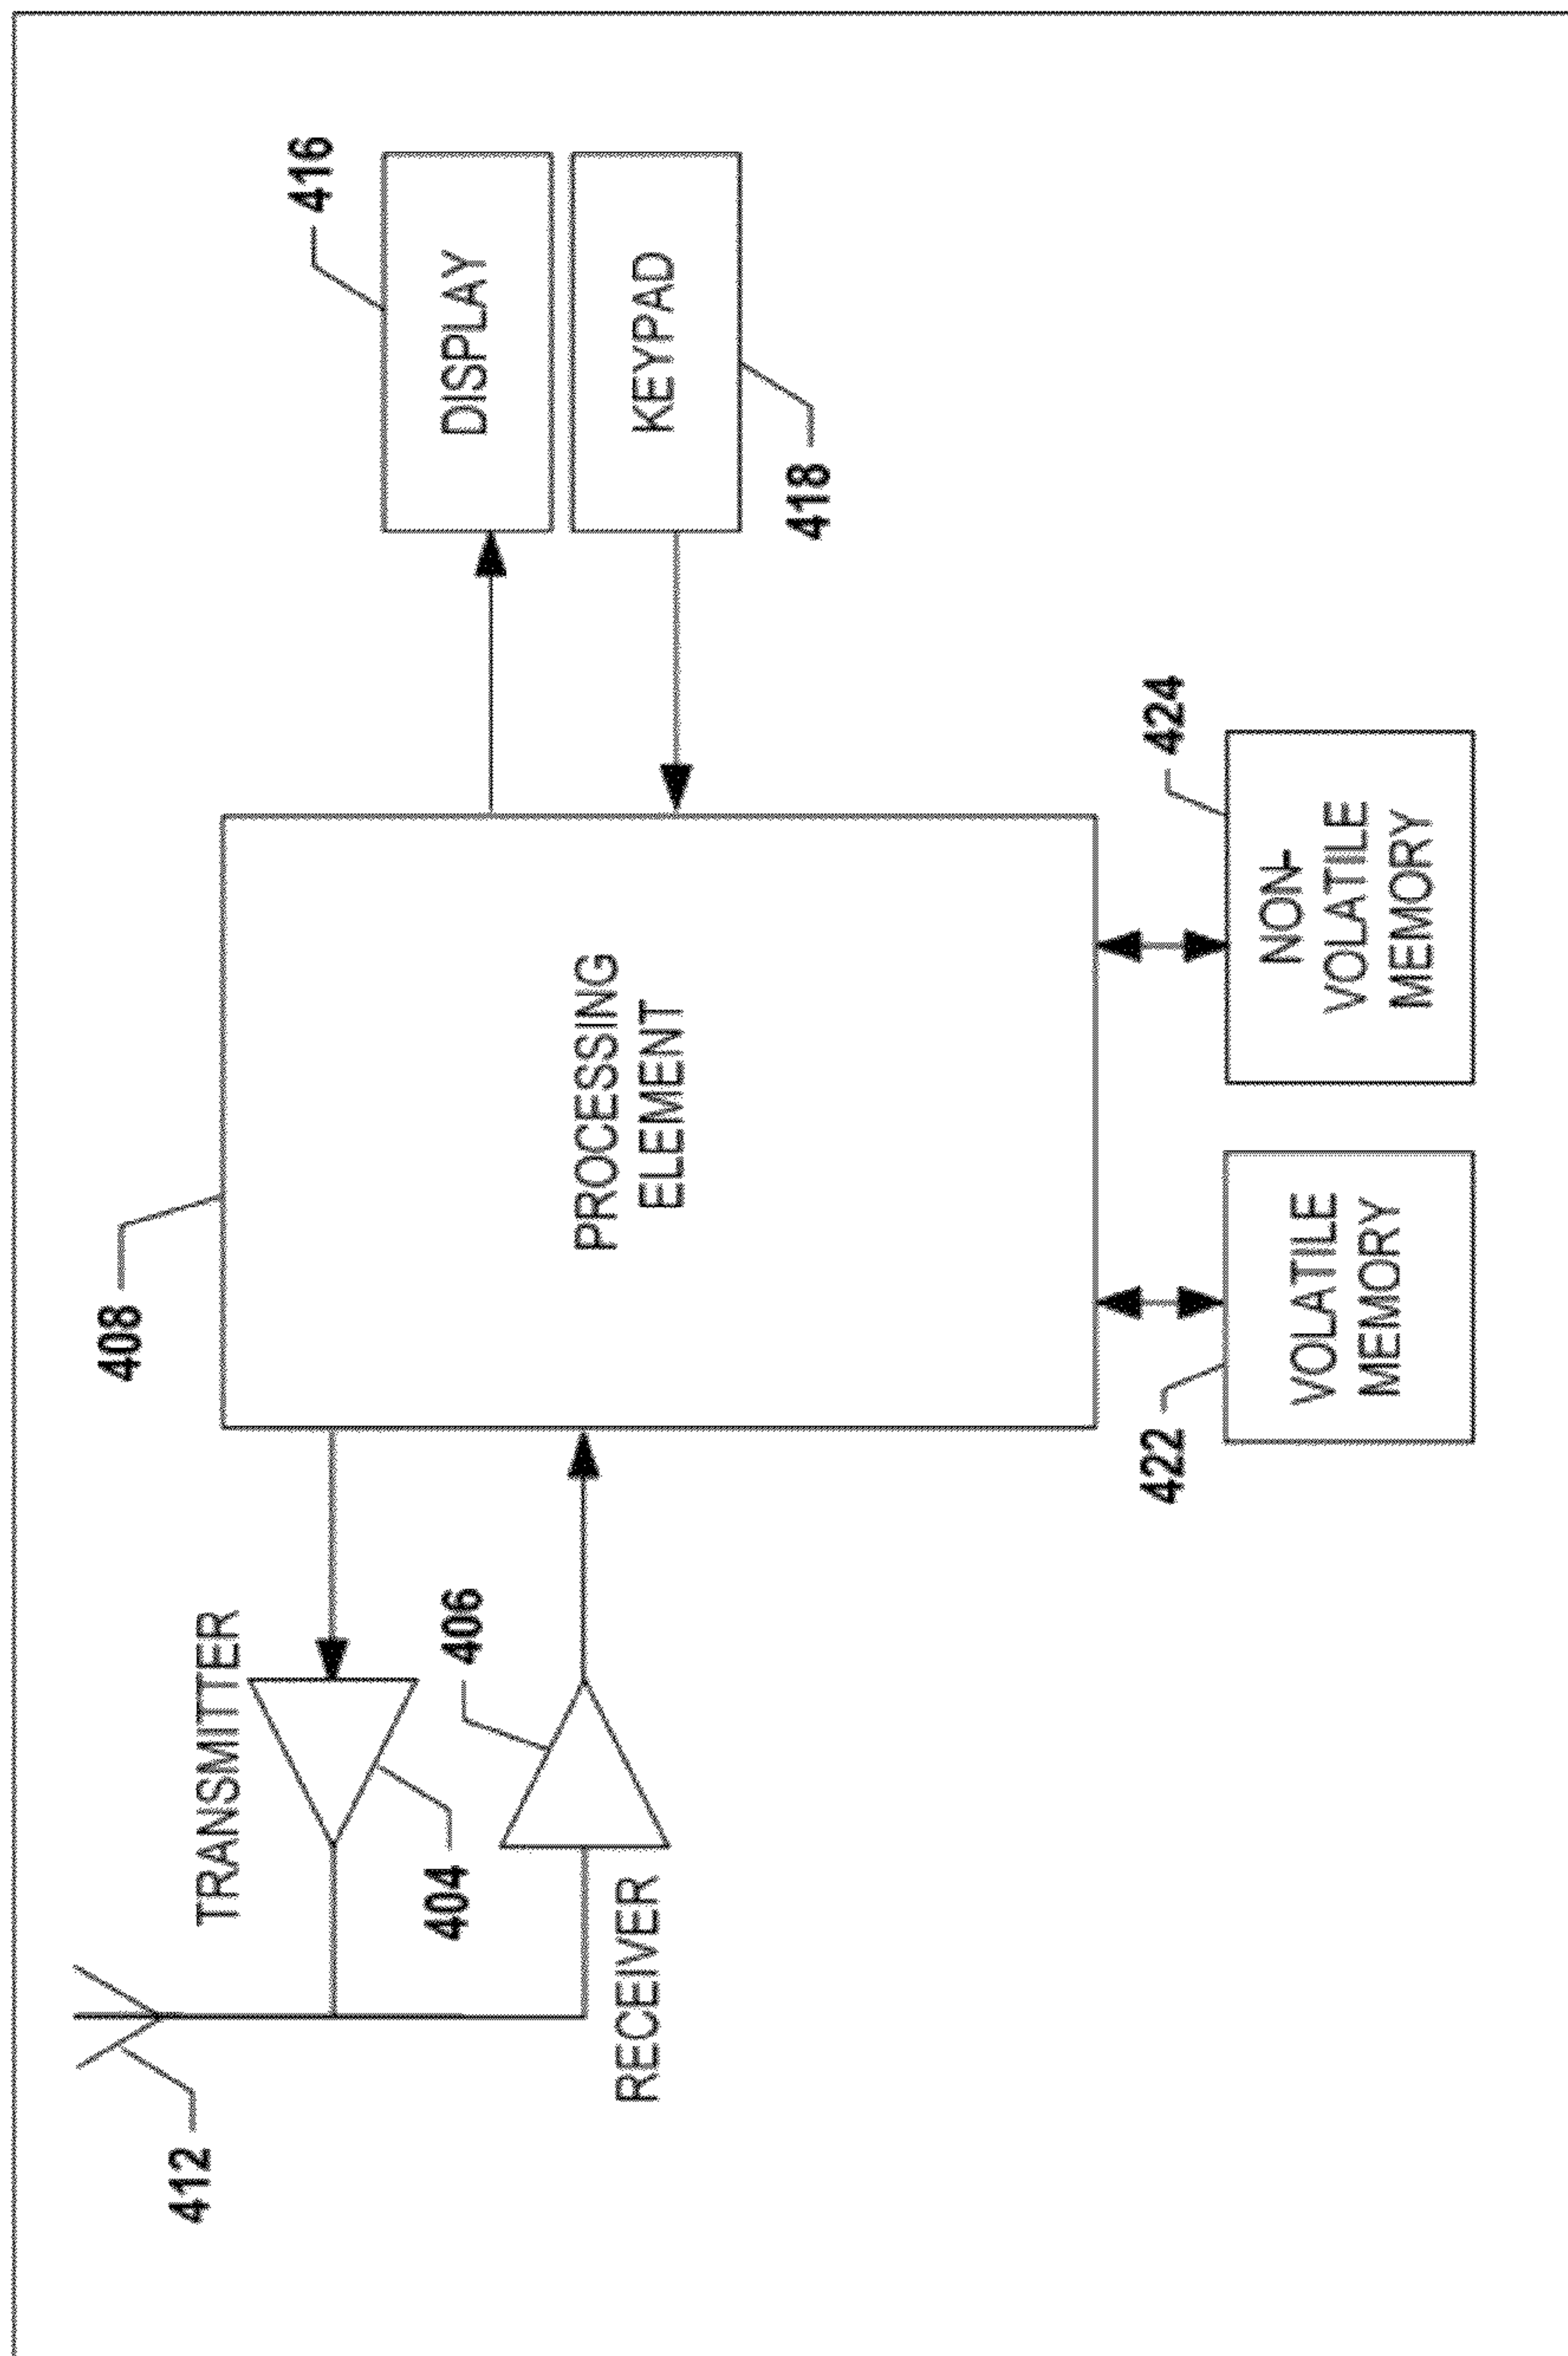 412
TRANSMITTER
404
RECEIVER
406
408
PROCESSING
ELEMENT
416
DISPLAY
KEYPAD
418
422
VOLATILE
MEMORY
424
NON-
VOLATILE
MEMORY